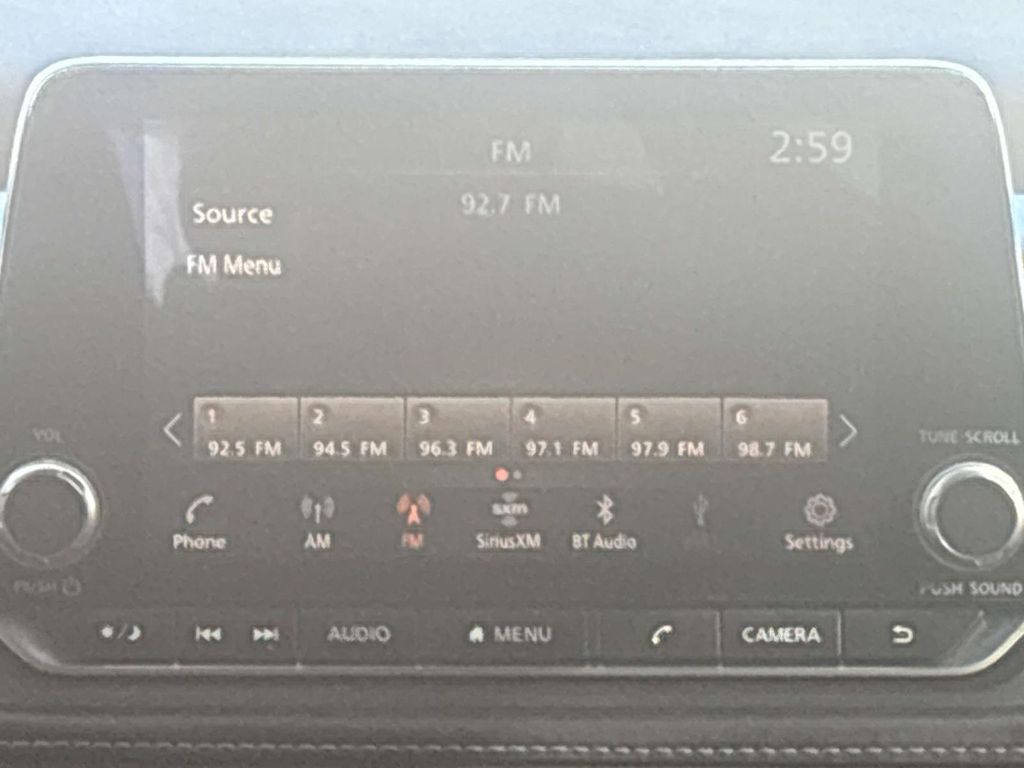 FM
2:59
Source
92.7 FM
FM Menu
1 2 3 4 5 6
92.5 FM 94.5 FM 96.3 FM 97.1 FM 97.9 FM 98.7 FM
VOL
TUNE·SCROLL
sxm
Phone AM FM SiriusXM BT Audio Settings
PUSH
PUSH SOUND
AUDIO MENU CAMERA